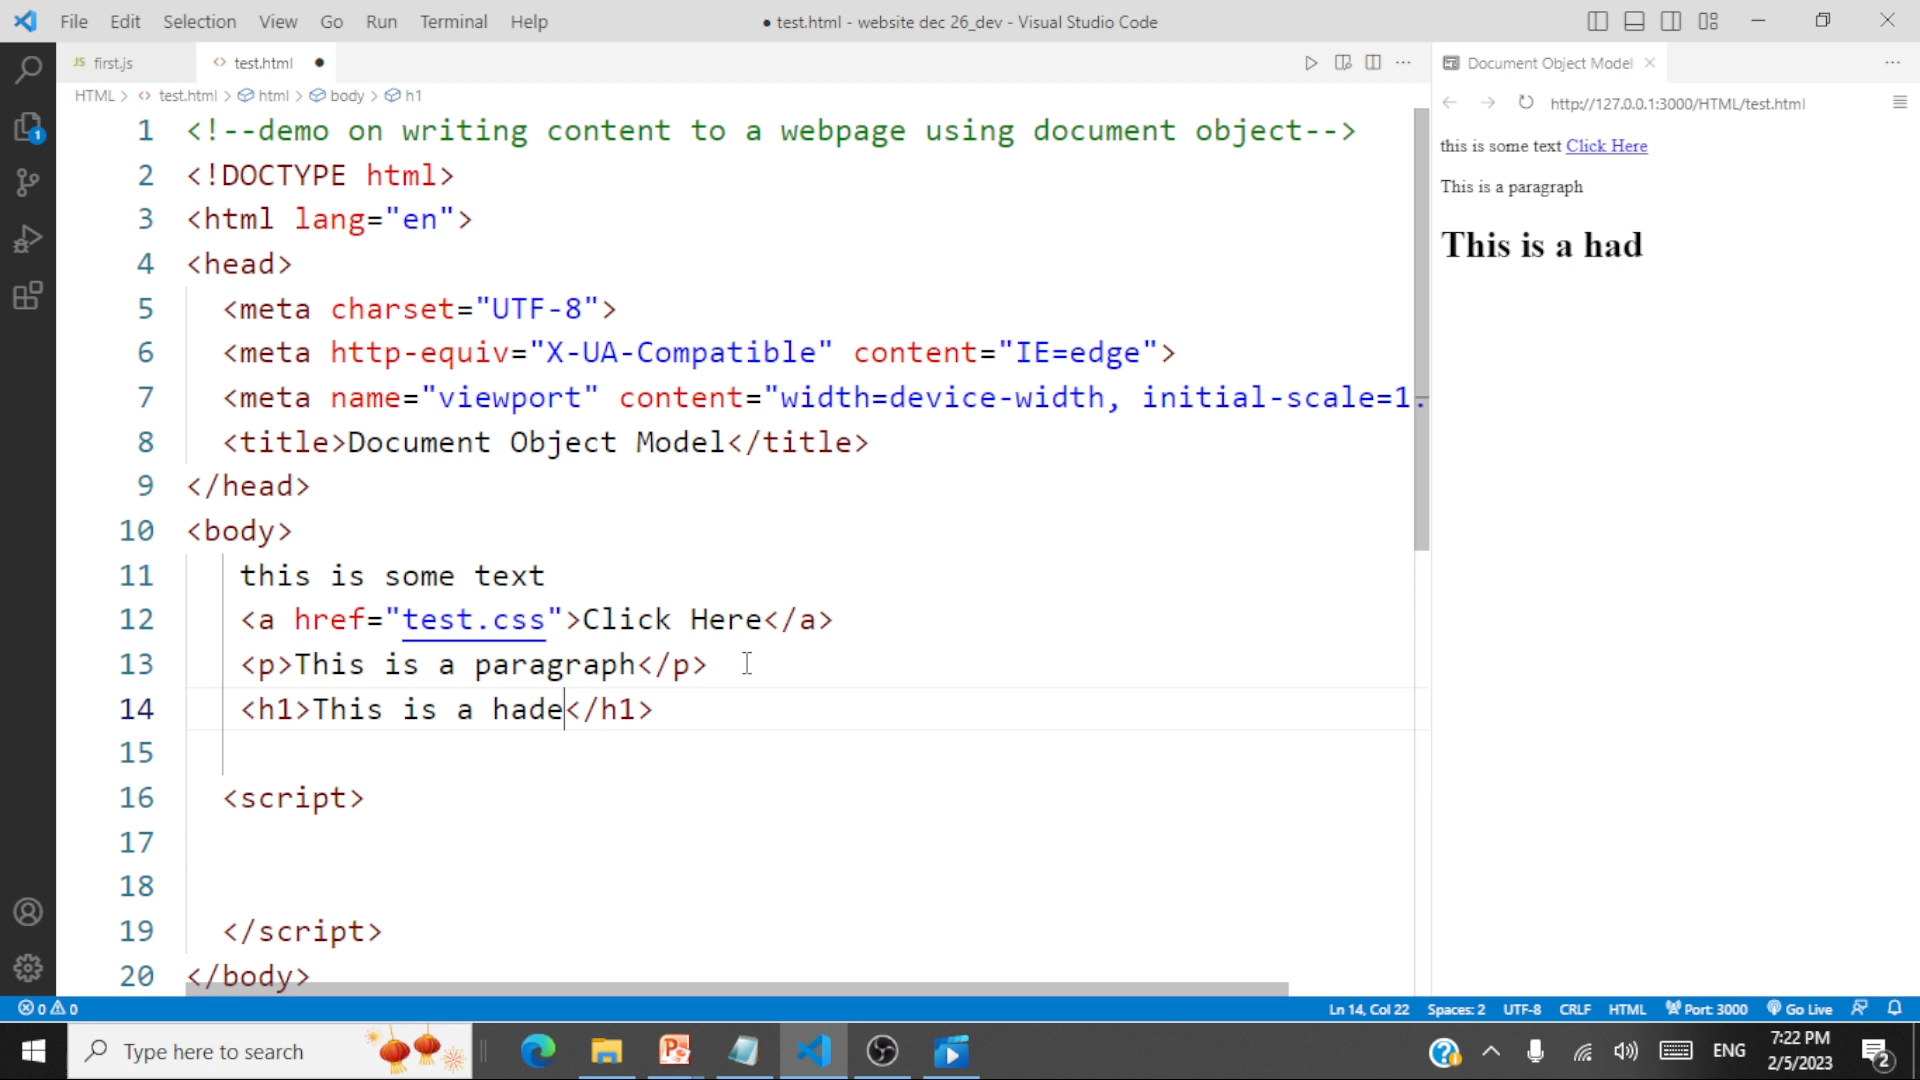 File Edit Selection View Go Run Terminal Help
● test.html - website dec 26_dev - Visual Studio Code
JS first.js
<> test.html ●
Document Object Model
HTML > <> test.html > html > body > h1
http://127.0.0.1:3000/HTML/test.html
1 <!--demo on writing content to a webpage using document object-->
2 <!DOCTYPE html>
3 <html lang="en">
4 <head>
5 <meta charset="UTF-8">
6 <meta http-equiv="X-UA-Compatible" content="IE=edge">
7 <meta name="viewport" content="width=device-width, initial-scale=1.
8 <title>Document Object Model</title>
9 </head>
10 <body>
11 this is some text
12 <a href="test.css">Click Here</a>
13 <p>This is a paragraph</p>
14 <h1>This is a hade</h1>
15
16 <script>
17
18
19 </script>
20 </body>
this is some text Click Here
This is a paragraph
This is a had
1
0 0
Ln 14, Col 22 Spaces: 2 UTF-8 CRLF HTML Port: 3000 Go Live
Type here to search
ENG
7:22 PM
2/5/2023
2